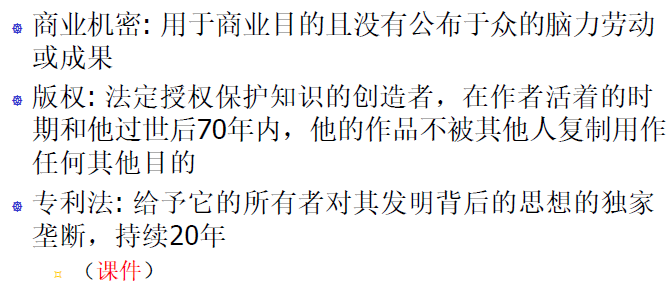 商业机密: 用于商业目的且没有公布于众的脑力劳动
或成果
版权: 法定授权保护知识的创造者，在作者活着的时
期和他过世后70年内，他的作品不被其他人复制用作
任何其他目的
专利法: 给予它的所有者对其发明背后的思想的独家
垄断，持续20年
（课件）